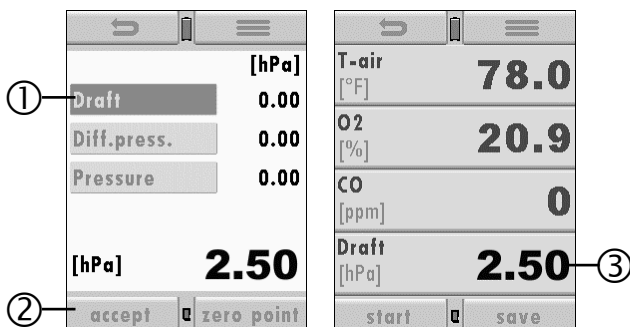 [hPa]
① Draft 0.00
Diff.press. 0.00
Pressure 0.00
[hPa] 2.50
② accept zero point
T-air 78.0
[°F]
O2 20.9
[%]
CO 0
[ppm]
Draft 2.50 ③
[hPa]
start save